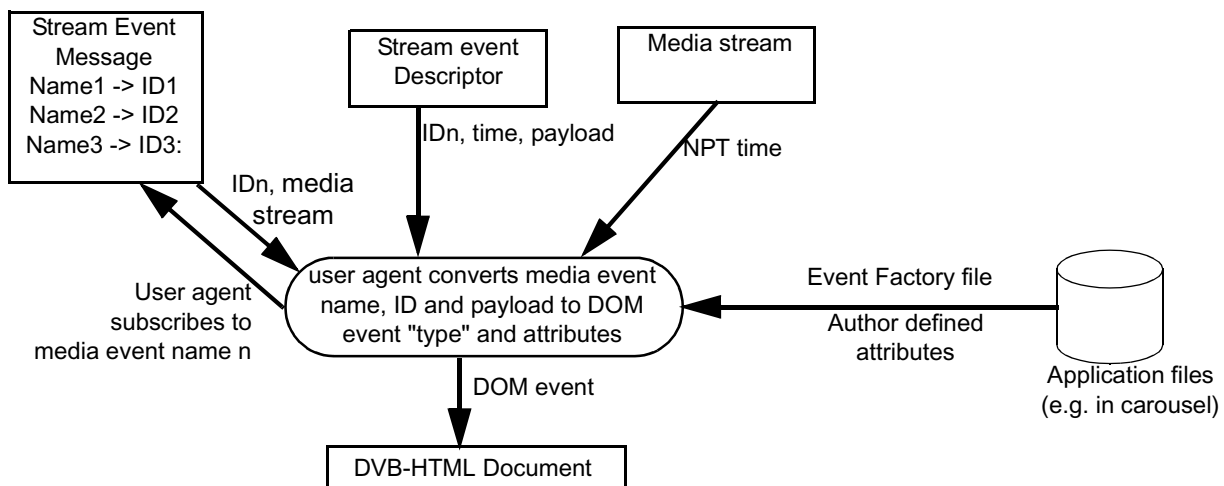 Stream Event
Message
Name1 -> ID1
Name2 -> ID2
Name3 -> ID3:
Stream event
Descriptor
Media stream
IDn, time, payload
NPT time
IDn, media
stream
User agent
subscribes to
media event name n
user agent converts media event
name, ID and payload to DOM
event "type" and attributes
Event Factory file
Author defined
attributes
Application files
(e.g. in carousel)
DOM event
DVB-HTML Document